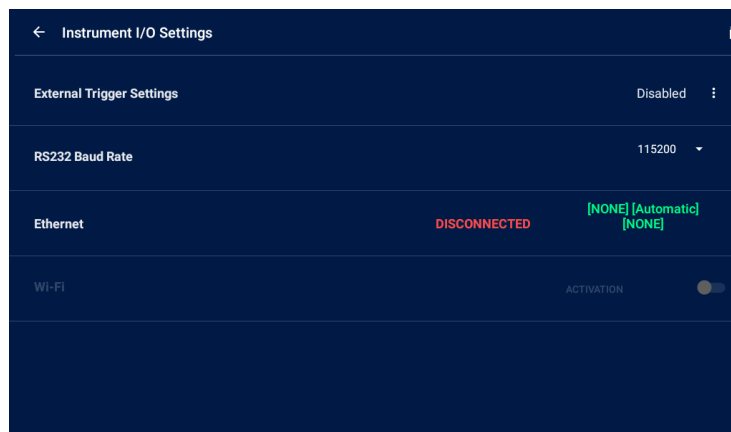 Instrument I/O Settings
External Trigger Settings
Disabled
RS232 Baud Rate
115200
Ethernet
DISCONNECTED
[NONE] [Automatic]
[NONE]
Wi-Fi
ACTIVATION